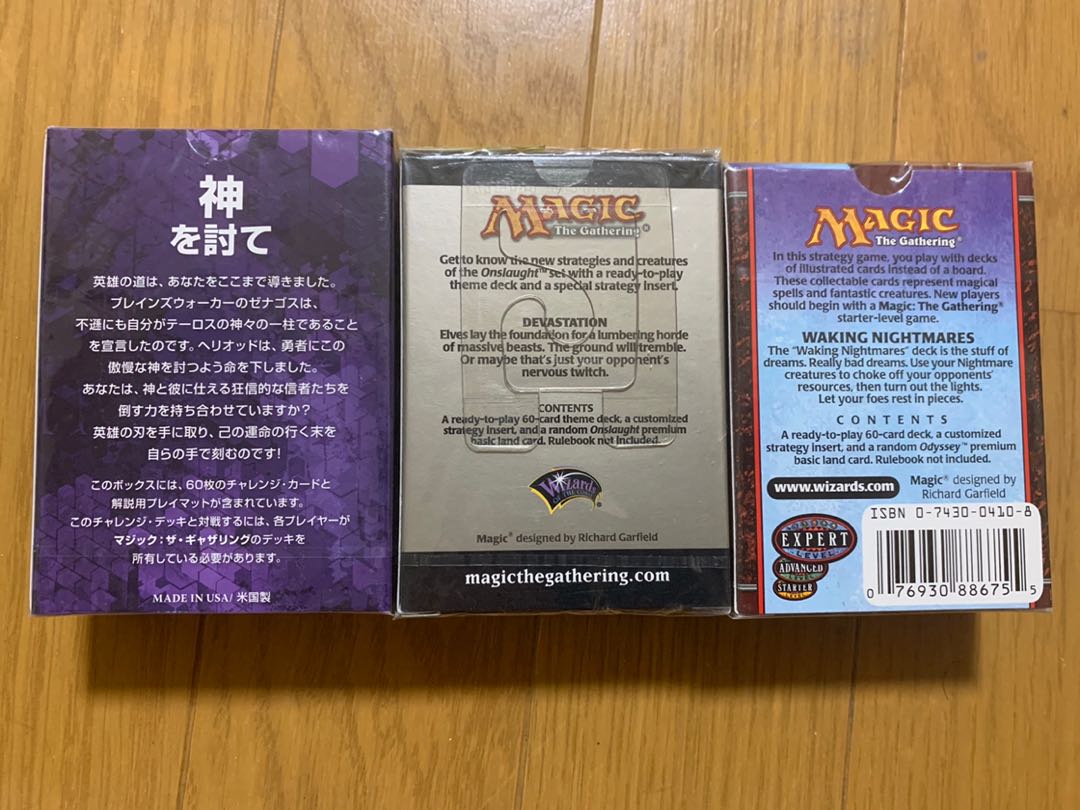 神
を討て
英雄の道は、あなたをここまで導きました。
プレインズウォーカーのゼナゴスは、
不遜にも自分がテーロスの神々の一柱であること
を宣言したのです。ヘリオッドは、勇者にこの
傲慢な神を討つよう命を下しました。
あなたは、神と彼に仕える狂信的な信者たちを
倒す力を持ち合わせていますか?
英雄の刃を手に取り、己の運命の行く末を
自らの手で刻むのです!
このボックスには、60枚のチャレンジ・カードと
解説用プレイマットが含まれています。
このチャレンジ・デッキと対戦するには、各プレイヤーが
マジック:ザ・ギャザリングのデッキを
所有している必要があります。
MADE IN USA/ 米国製
MAGIC
The Gathering®
Get to know the new strategies and creatures
of the Onslaught™ set with a ready-to-play
theme deck and a special strategy insert.
DEVASTATION
Elves lay the foundation for a lumbering horde
of massive beasts. The ground will tremble.
Or maybe that's just your opponent's
nervous twitch.
CONTENTS
A ready-to-play 60-card theme deck, a customized
strategy insert, and a random Onslaught premium
basic land card. Rulebook not included.
Wizards
OF THE COAST
®
Magic® designed by Richard Garfield
magicthegathering.com
MAGIC
The Gathering®
In this strategy game, you play with decks
of illustrated cards instead of a board.
These collectable cards represent magical
spells and fantastic creatures. New players
should begin with a Magic: The Gathering®
starter-level game.
WAKING NIGHTMARES
The "Waking Nightmares" deck is the stuff of
dreams. Really bad dreams. Use your Nightmare
creatures to choke off your opponents'
resources, then turn out the lights.
Let your foes rest in pieces.
CONTENTS
A ready-to-play 60-card deck, a customized
strategy insert, and a random Odyssey™ premium
basic land card. Rulebook not included.
www.wizards.com
Magic® designed by
Richard Garfield
EXPERT
LEVEL
ADVANCED
LEVEL
STARTER
LEVEL
ISBN 0-7430-0410-8
0 76930 88675 5